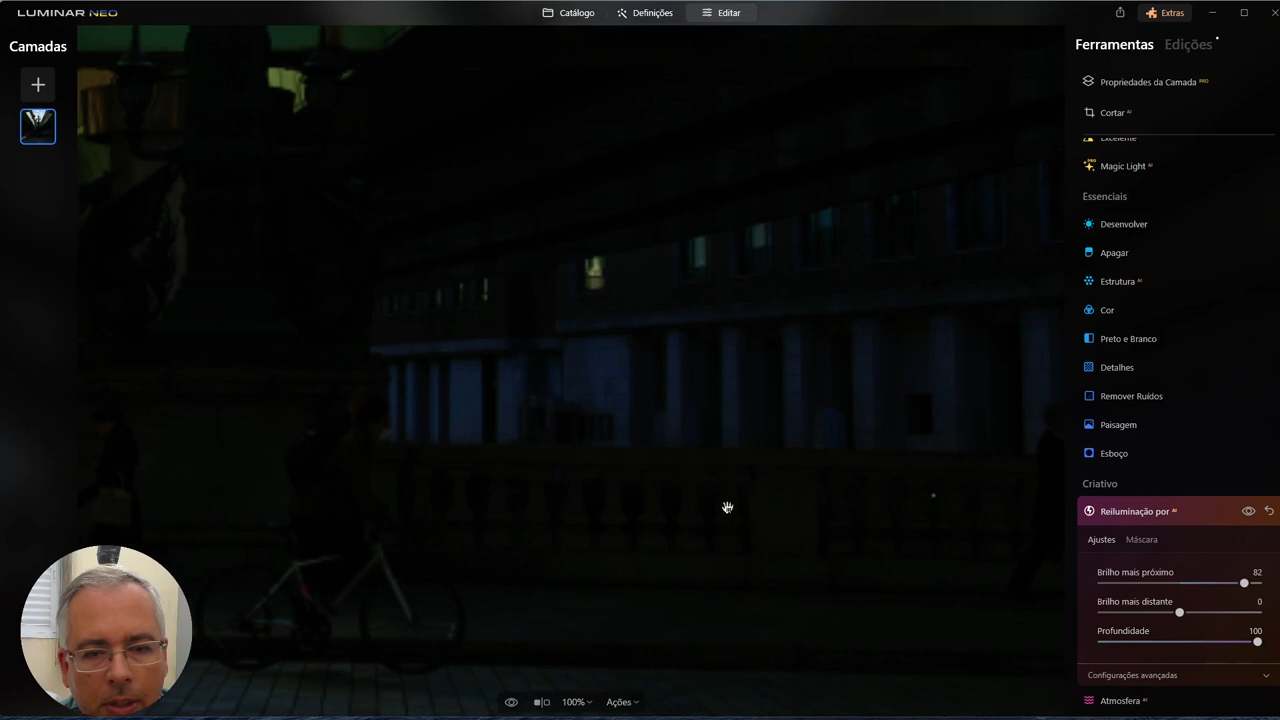 LUMINAR NEO
Catálogo
Definições
Editar
Extras
Camadas
Ferramentas
Edições
Propriedades da Camada PRO
Cortar AI
Excelente
PRO
Magic Light AI
Essenciais
Desenvolver
Apagar
Estrutura AI
Cor
Preto e Branco
Detalhes
Remover Ruídos
Paisagem
Esboço
Criativo
Reiluminação por AI
Ajustes
Máscara
Brilho mais próximo 82
Brilho mais distante 0
Profundidade 100
Configurações avançadas
Atmosfera AI
100%
Ações